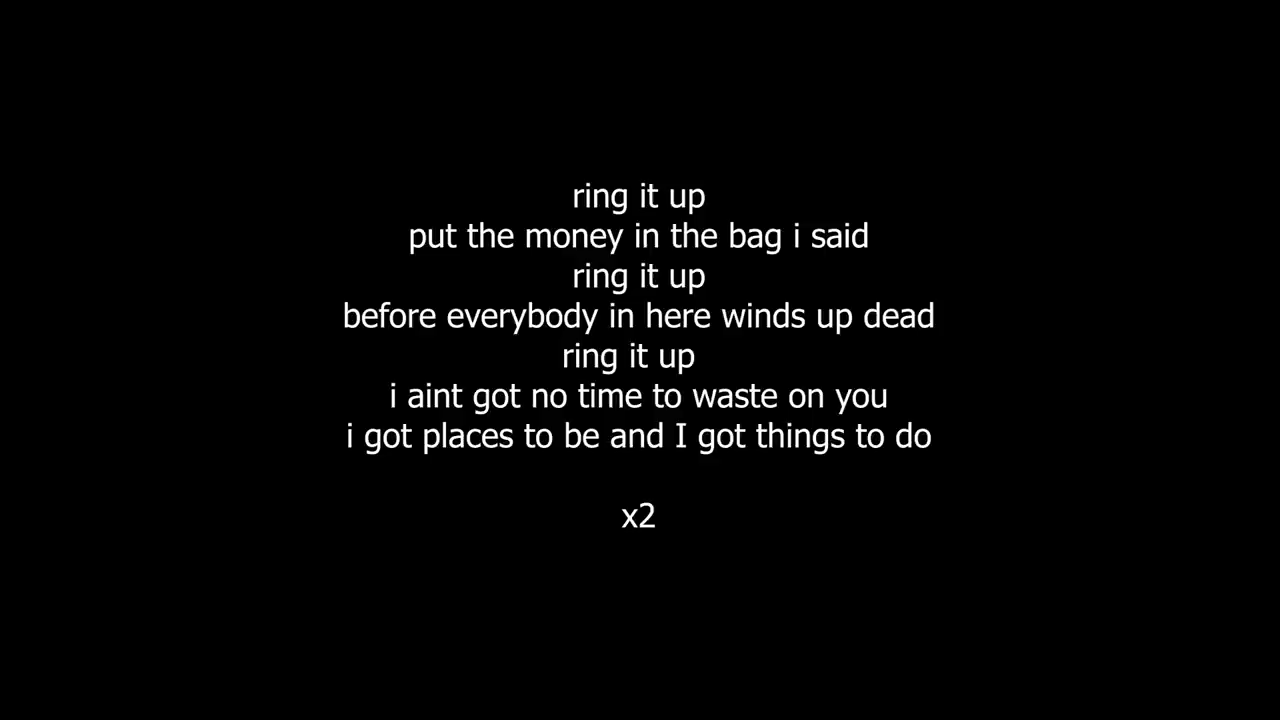 ring it up
put the money in the bag i said
ring it up
before everybody in here winds up dead
ring it up
i aint got no time to waste on you
i got places to be and I got things to do
x2